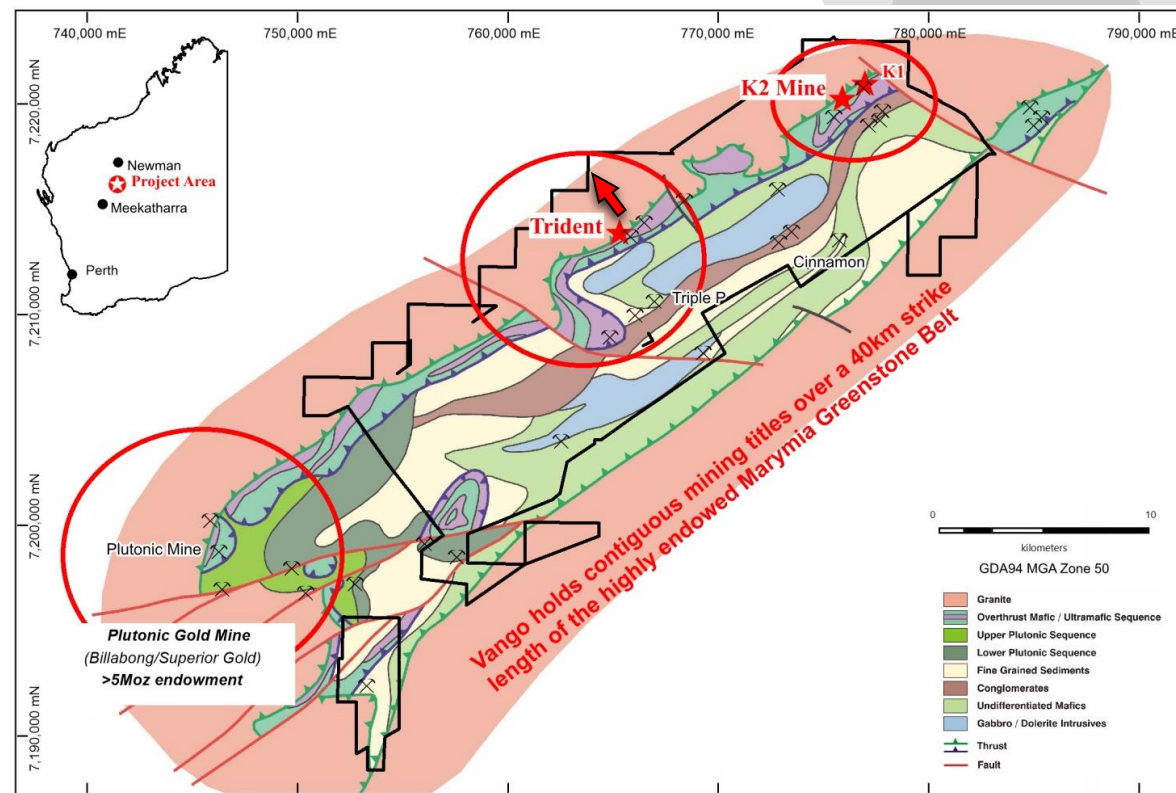 740,000 mE
750,000 mE
760,000 mE
770,000 mE
780,000 mE
790,000 mE
7,220,000 mN
7,210,000 mN
7,200,000 mN
7,190,000 mN
Newman
Project Area
Meekatharra
Perth
K1
K2 Mine
Trident
Cinnamon
Triple P
Plutonic Mine
Plutonic Gold Mine
(Billabong/Superior Gold)
>5Moz endowment
Vango holds contiguous mining titles over a 40km strike
length of the highly endowed Marymia Greenstone Belt
0
10
kilometers
GDA94 MGA Zone 50
Granite
Overthrust Mafic / Ultramafic Sequence
Upper Plutonic Sequence
Lower Plutonic Sequence
Fine Grained Sediments
Conglomerates
Undifferentiated Mafics
Gabbro / Dolerite Intrusives
Thrust
Fault